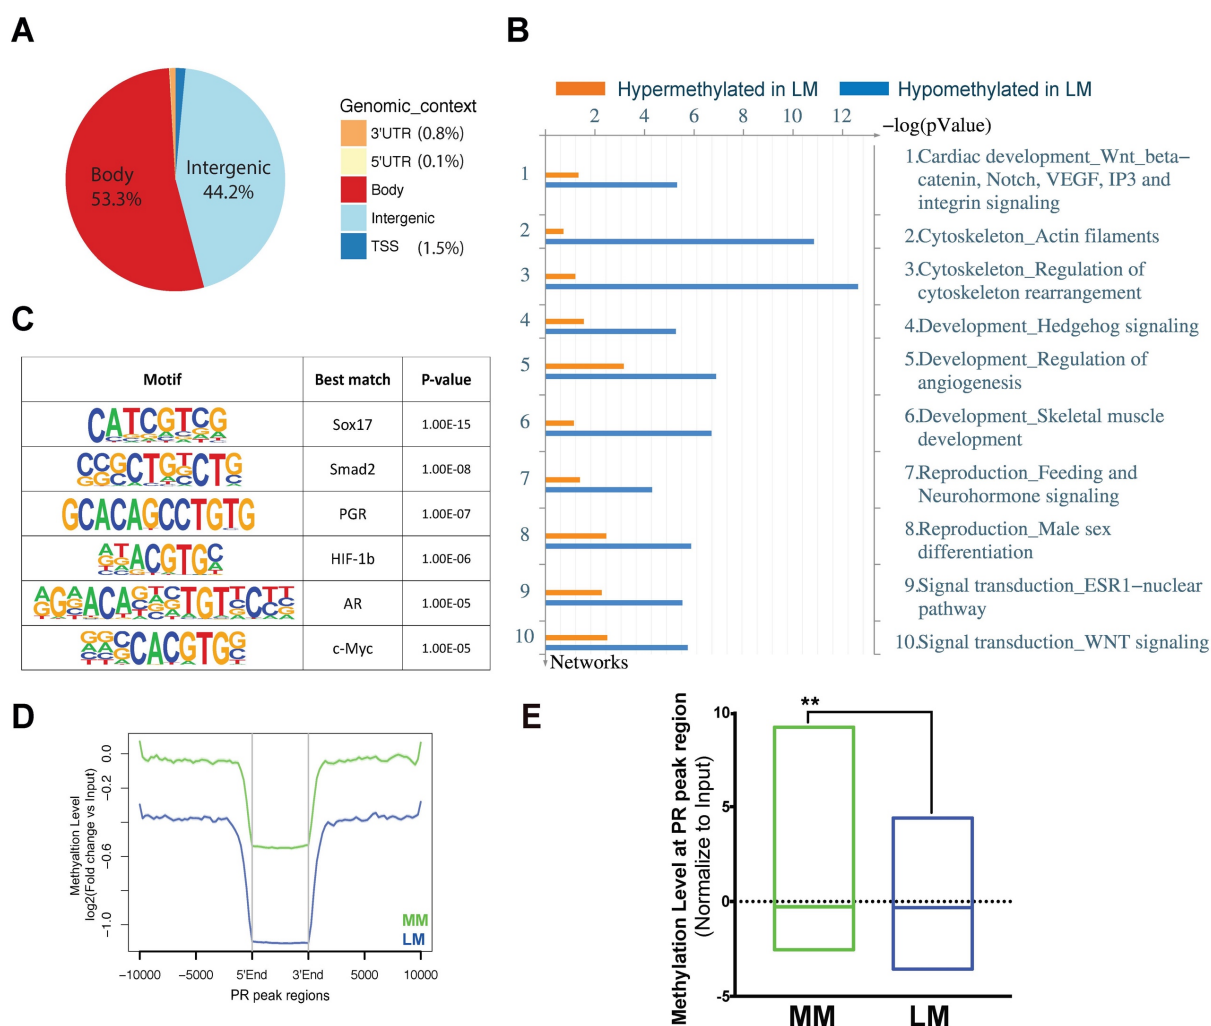 A
Genomic_context
3'UTR (0.8%)
5'UTR (0.1%)
Body
Intergenic
TSS (1.5%)
Body
53.3%
Intergenic
44.2%
B
Hypermethylated in LM
Hypomethylated in LM
2 4 6 8 10 12
−log(pValue)
1
2
3
4
5
6
7
8
9
10
Networks
1.Cardiac development_Wnt_beta−
catenin, Notch, VEGF, IP3 and
integrin signaling
2.Cytoskeleton_Actin filaments
3.Cytoskeleton_Regulation of
cytoskeleton rearrangement
4.Development_Hedgehog signaling
5.Development_Regulation of
angiogenesis
6.Development_Skeletal muscle
development
7.Reproduction_Feeding and
Neurohormone signaling
8.Reproduction_Male sex
differentiation
9.Signal transduction_ESR1−nuclear
pathway
10.Signal transduction_WNT signaling
C
Motif Best match P-value
CATCGTCG Sox17 1.00E-15
CCGCTGTCTG Smad2 1.00E-08
GCACAGCCTGTG PGR 1.00E-07
ATACGTGC HIF-1b 1.00E-06
AGAACAGTCTGTTCTT AR 1.00E-05
GGCCACGTGG c-Myc 1.00E-05
D
Methyaltion Level
log2(Fold change vs Input)
0.0
−0.2
−0.6
−1.0
MM
LM
−10000 −5000 5'End 3'End 5000 10000
PR peak regions
E
Methylation Level at PR peak region
(Normalize to Input)
**
10
5
0
-5
MM LM